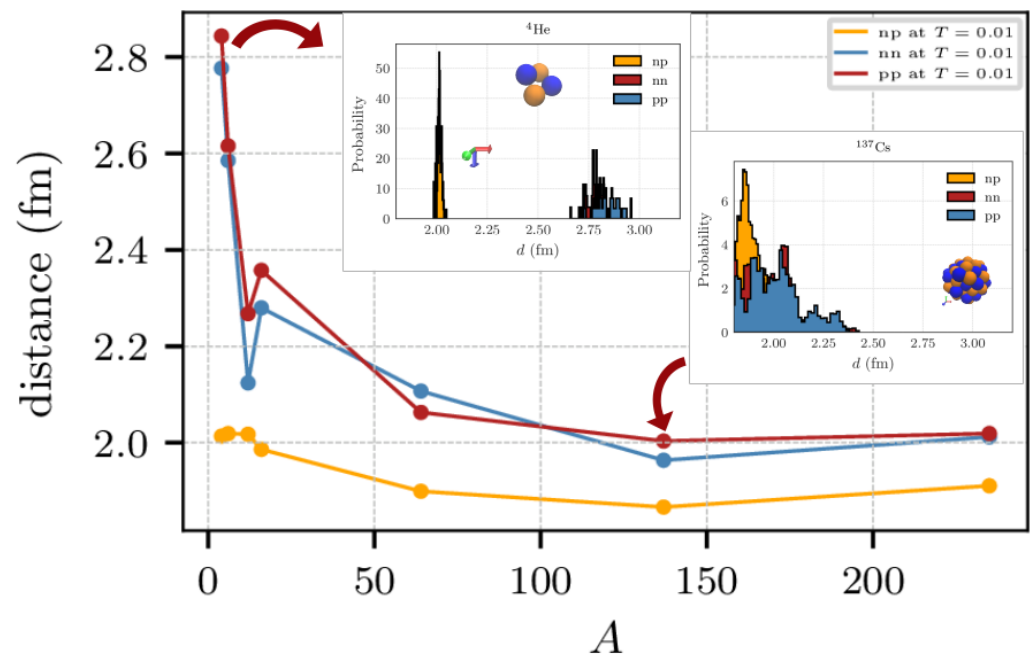 distance (fm)
2.8
2.6
2.4
2.2
2.0
0
50
100
150
200
A
np at T = 0.01
nn at T = 0.01
pp at T = 0.01
⁴He
Probability
50
40
30
20
10
0
2.00
2.25
2.50
2.75
3.00
d (fm)
np
nn
pp
¹³⁷Cs
Probability
6
4
2
0
2.00
2.25
2.50
2.75
3.00
d (fm)
np
nn
pp